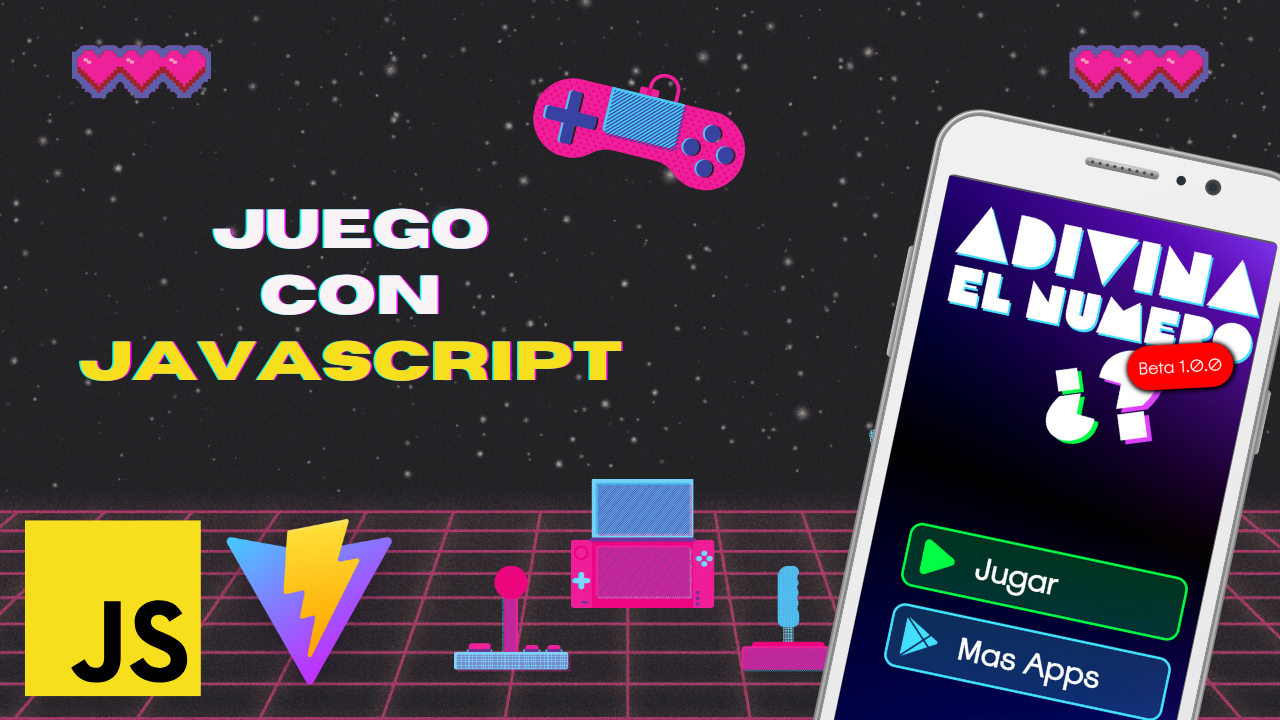 JUEGO
CON
JAVASCRIPT
JS
ADIVINA
EL NUMERO
¿?
Beta 1.0.0
Jugar
Mas Apps